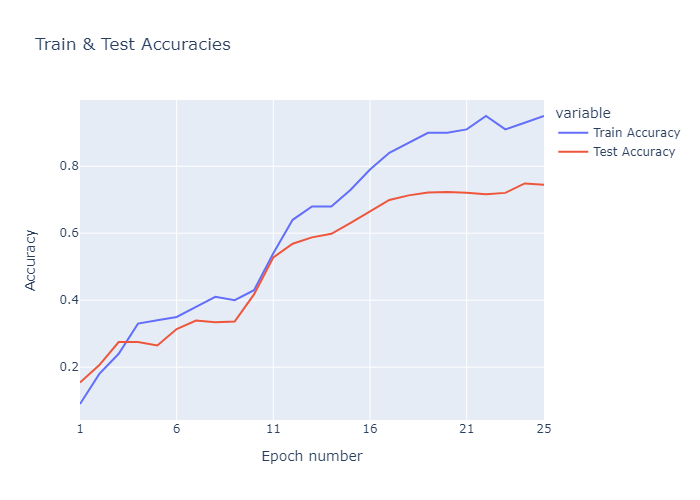 Train & Test Accuracies
variable
Train Accuracy
Test Accuracy
0.8
0.6
0.4
0.2
Accuracy
1 6 11 16 21 25
Epoch number